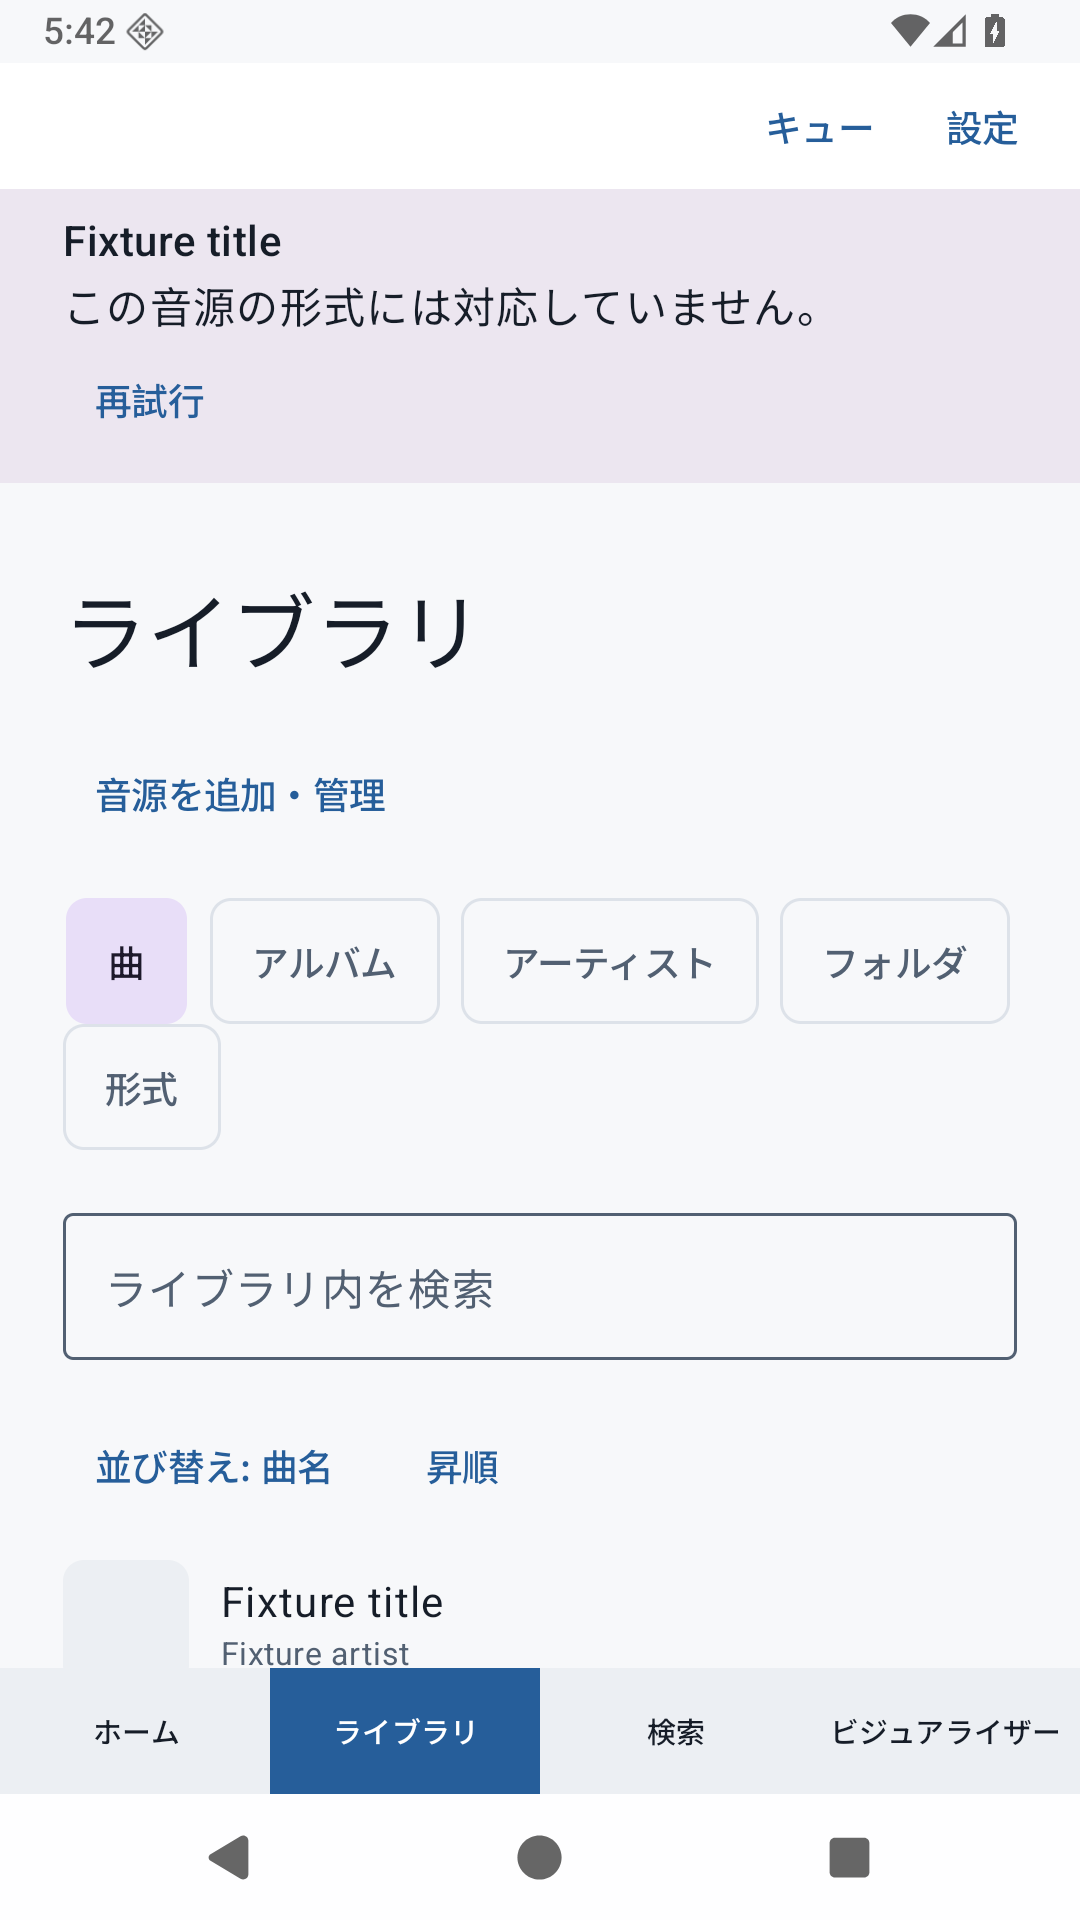 5:42
キュー 設定
Fixture title
この音源の形式には対応していません。
再試行
ライブラリ
音源を追加・管理
曲 アルバム アーティスト フォルダ
形式
ライブラリ内を検索
並び替え: 曲名 昇順
Fixture title
Fixture artist
ホーム ライブラリ 検索 ビジュアライザー